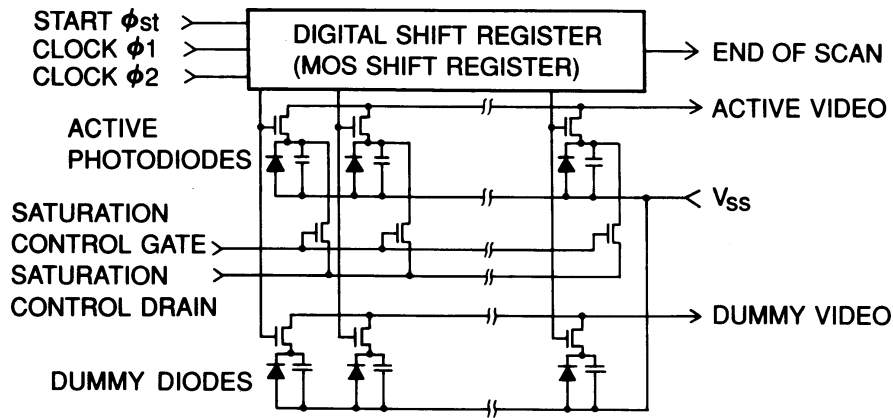 START ϕst
CLOCK ϕ1
CLOCK ϕ2
DIGITAL SHIFT REGISTER
(MOS SHIFT REGISTER)
END OF SCAN
ACTIVE VIDEO
ACTIVE
PHOTODIODES
VSS
SATURATION
CONTROL GATE
SATURATION
CONTROL DRAIN
DUMMY VIDEO
DUMMY DIODES